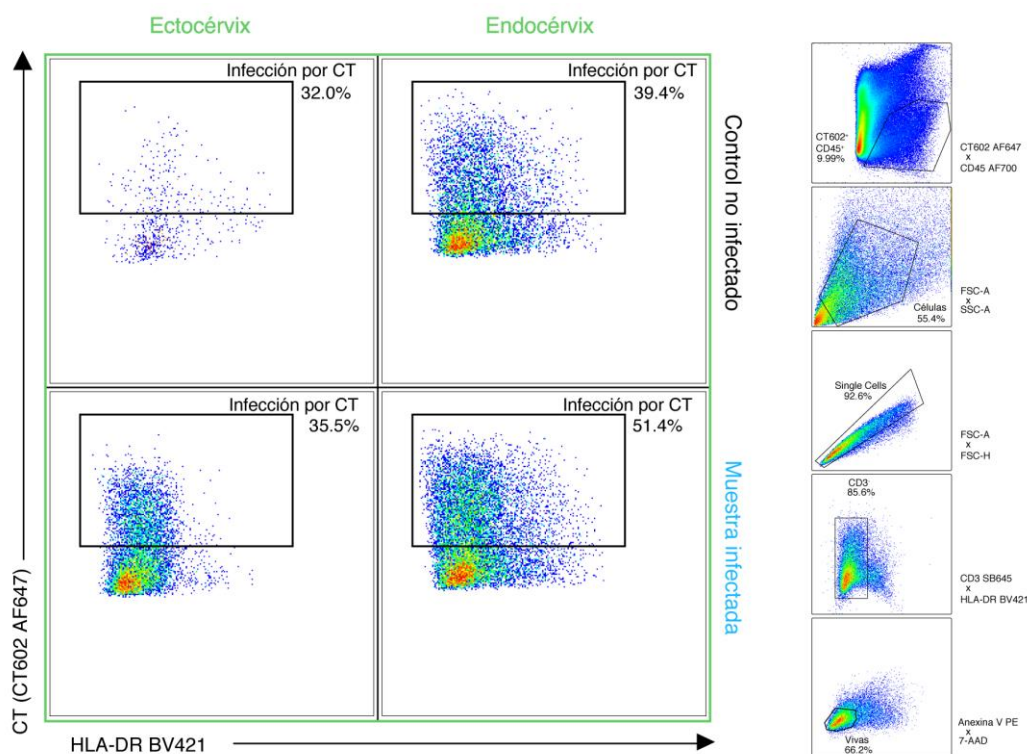 Ectocérvix
Endocérvix
Infección por CT
32.0%
Infección por CT
39.4%
Control no infectado
Infección por CT
35.5%
Infección por CT
51.4%
Muestra infectada
CT (CT602 AF647)
HLA-DR BV421
CT602⁺
CD45⁺
9.99%
CT602 AF647
x
CD45 AF700
Células
55.4%
FSC-A
x
SSC-A
Single Cells
92.6%
FSC-A
x
FSC-H
CD3⁻
85.6%
CD3 SB645
x
HLA-DR BV421
Vivas
66.2%
Anexina V PE
x
7-AAD